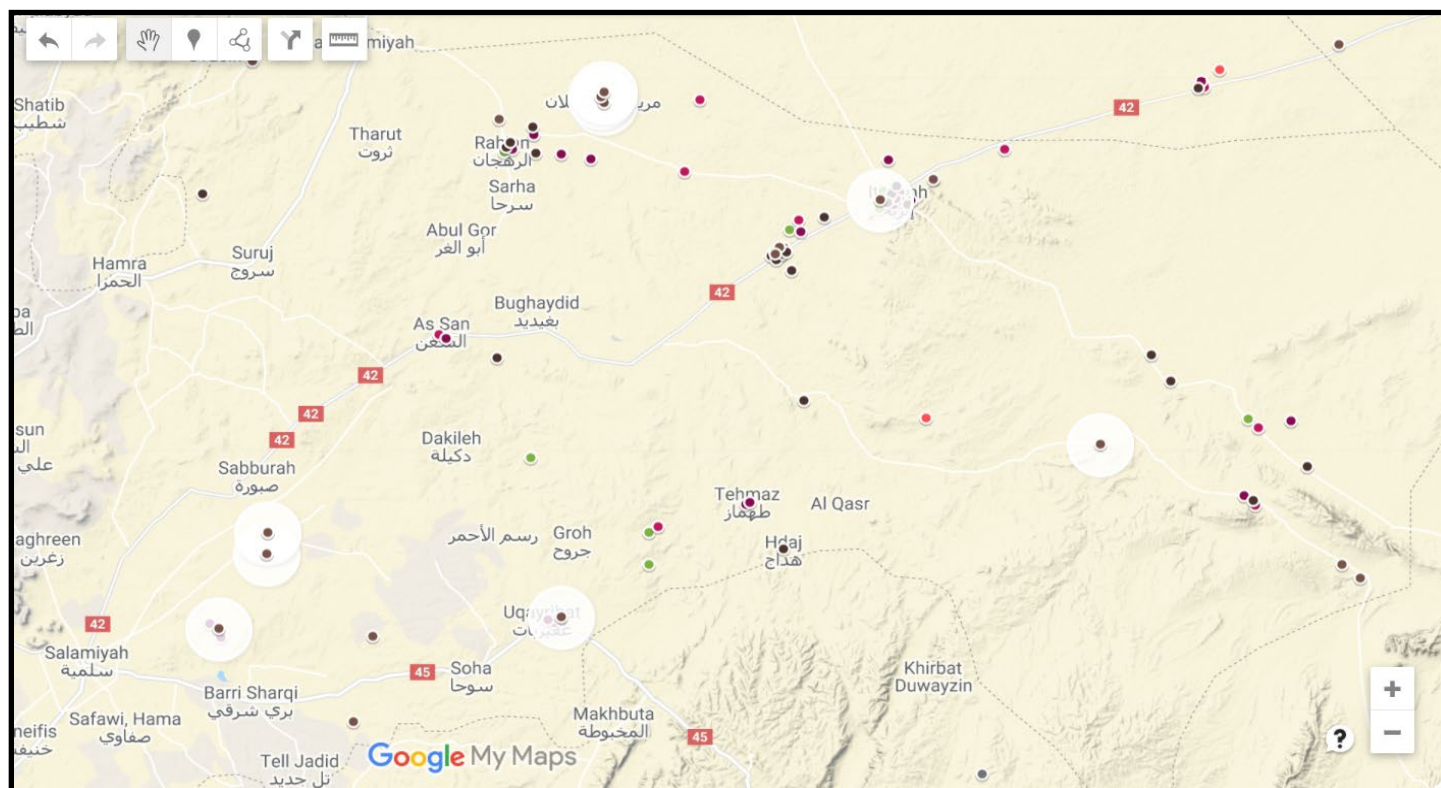 miyah
Shatib
شطيب
Tharut
ثروت
42
الرهجان
Sarha
سرحا
Abul Gor
أبو الغر
Suruj
سروج
Hamra
الحمرا
42
Bughaydid
بغيديد
As San
السعن
42
42
42
Dakileh
دكيلة
Sabburah
صبورة
Tehmaz
طهماز
Al Qasr
رسم الأحمر
Groh
جروح
Hdaj
هداج
زغرين
42
Salamiyah
سلمية
Soha
سوحا
45
Barri Sharqi
بري شرقي
Khirbat
Duwayzin
Safawi, Hama
صفاوي
Makhbuta
المخبوطة
45
Tell Jadid
تل جديد
Google My Maps
?